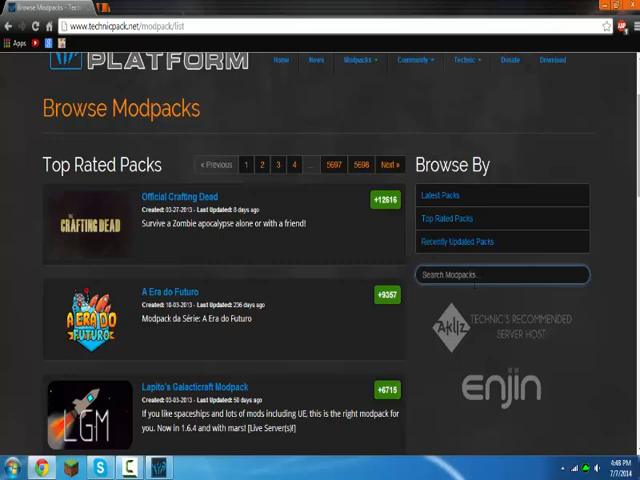 Browse Modpacks - Tech
www.technicpack.net/modpack/list
Apps
PLATFORM
Home
News
Modpacks
Community
Technic
Donate
Download
Browse Modpacks
Top Rated Packs
« Previous
1
2
3
4
...
5697
5698
Next »
THE
CRAFTING DEAD
Official Crafting Dead
+12616
Created: 03-27-2013 - Last Updated: 8 days ago
Survive a Zombie apocalypse alone or with a friend!
A ERA DO
FUTURO
A Era do Futuro
+9357
Created: 18-03-2013 - Last Updated: 236 days ago
Modpack da Série: A Era do Futuro
LGM
Lapito's Galacticraft Modpack
+6715
Created: 03-03-2013 - Last Updated: 50 days ago
If you like spaceships and lots of mods including UE, this is the right modpack for
you. Now in 1.6.4 and with mars! [Live Server(s)!]
Browse By
Latest Packs
Top Rated Packs
Recently Updated Packs
Search Modpacks...
Akliz
TECHNIC'S RECOMMENDED
SERVER HOST
enjin
4:48 PM
7/7/2014